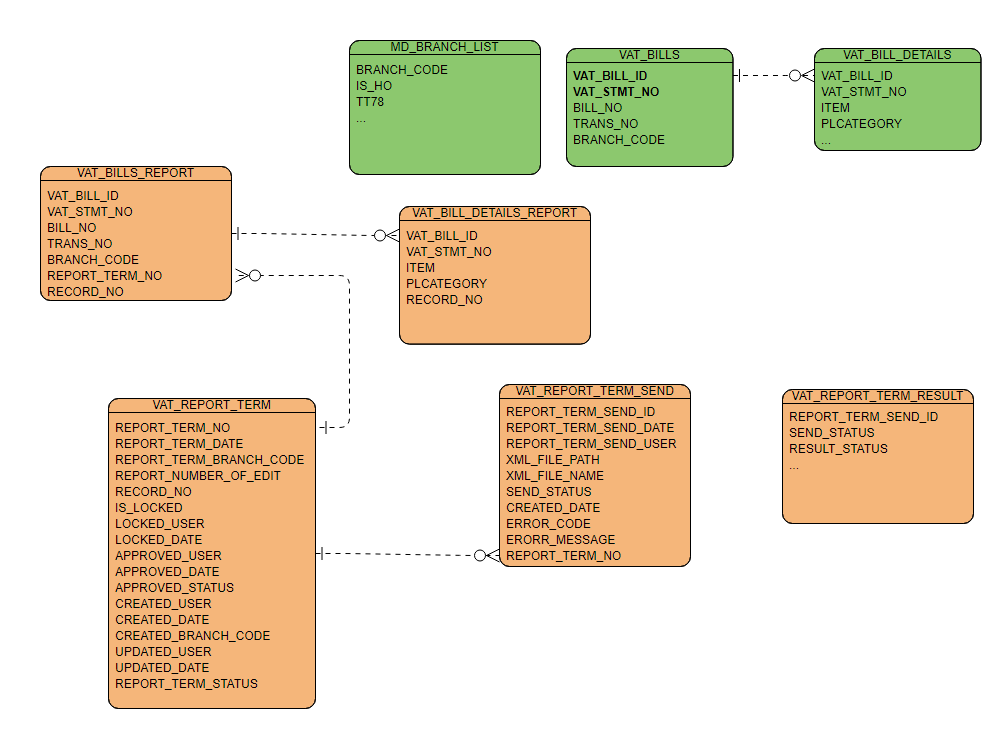 MD_BRANCH_LIST
BRANCH_CODE
IS_HO
TT78
...
VAT_BILLS
VAT_BILL_ID
VAT_STMT_NO
BILL_NO
TRANS_NO
BRANCH_CODE
VAT_BILL_DETAILS
VAT_BILL_ID
VAT_STMT_NO
ITEM
PLCATEGORY
...
VAT_BILLS_REPORT
VAT_BILL_ID
VAT_STMT_NO
BILL_NO
TRANS_NO
BRANCH_CODE
REPORT_TERM_NO
RECORD_NO
VAT_BILL_DETAILS_REPORT
VAT_BILL_ID
VAT_STMT_NO
ITEM
PLCATEGORY
RECORD_NO
VAT_REPORT_TERM
REPORT_TERM_NO
REPORT_TERM_DATE
REPORT_TERM_BRANCH_CODE
REPORT_NUMBER_OF_EDIT
RECORD_NO
IS_LOCKED
LOCKED_USER
LOCKED_DATE
APPROVED_USER
APPROVED_DATE
APPROVED_STATUS
CREATED_USER
CREATED_DATE
CREATED_BRANCH_CODE
UPDATED_USER
UPDATED_DATE
REPORT_TERM_STATUS
VAT_REPORT_TERM_SEND
REPORT_TERM_SEND_ID
REPORT_TERM_SEND_DATE
REPORT_TERM_SEND_USER
XML_FILE_PATH
XML_FILE_NAME
SEND_STATUS
CREATED_DATE
ERROR_CODE
ERORR_MESSAGE
REPORT_TERM_NO
VAT_REPORT_TERM_RESULT
REPORT_TERM_SEND_ID
SEND_STATUS
RESULT_STATUS
...